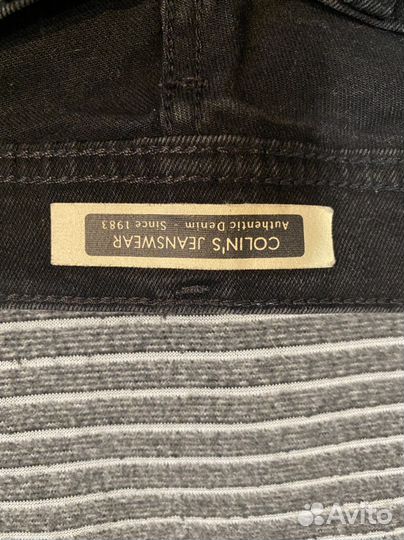 COLIN'S JEANSWEAR
Authentic Denim - Since 1983
Avito